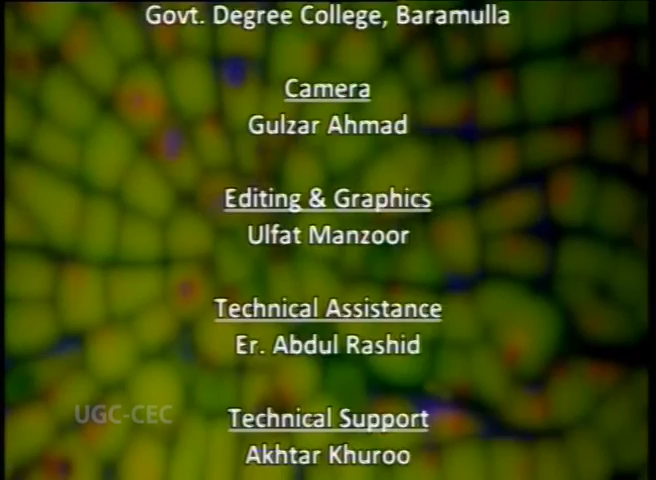 Govt. Degree College, Baramulla
Camera
Gulzar Ahmad
Editing & Graphics
Ulfat Manzoor
Technical Assistance
Er. Abdul Rashid
UGC-CEC
Technical Support
Akhtar Khuroo